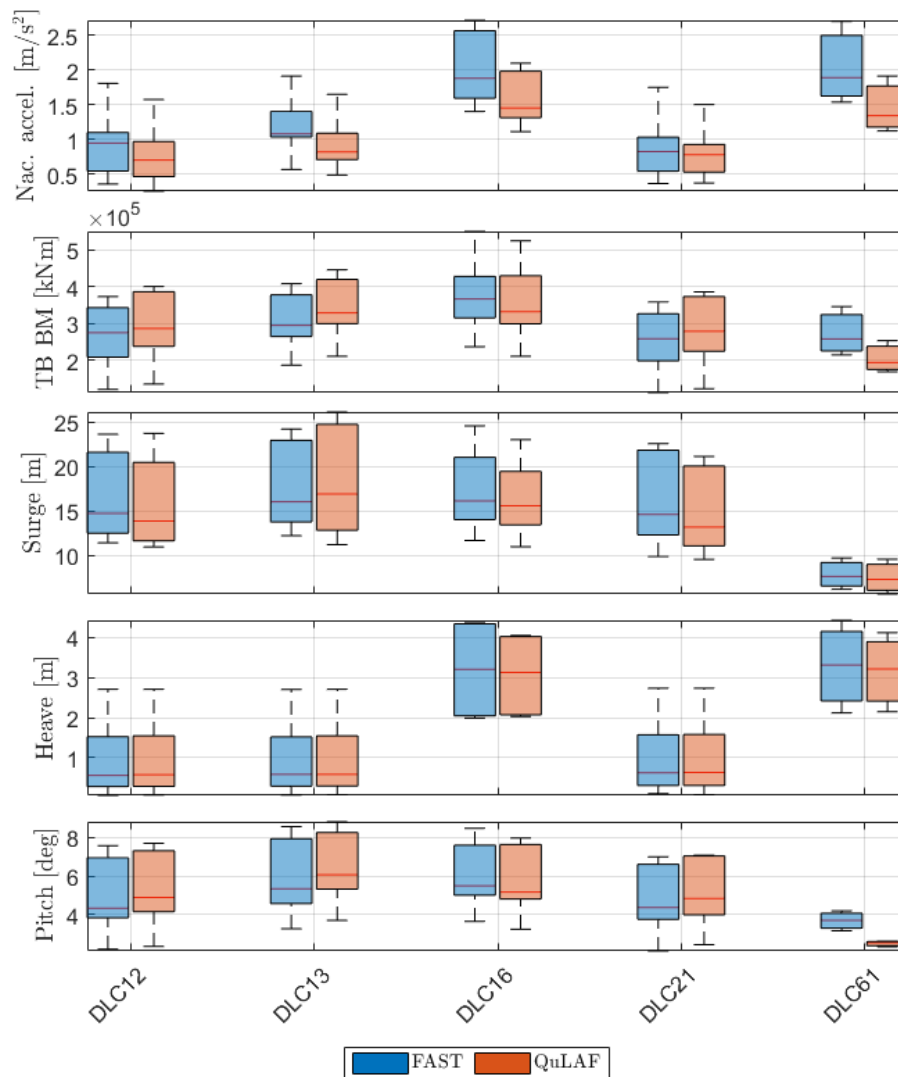 Nac. accel. [m/s²]
2.5
2
1.5
1
0.5
×10⁵
TB BM [kNm]
5
4
3
2
Surge [m]
25
20
15
10
Heave [m]
4
3
2
1
Pitch [deg]
8
6
4
DLC12
DLC13
DLC16
DLC21
DLC61
FAST
QuLAF